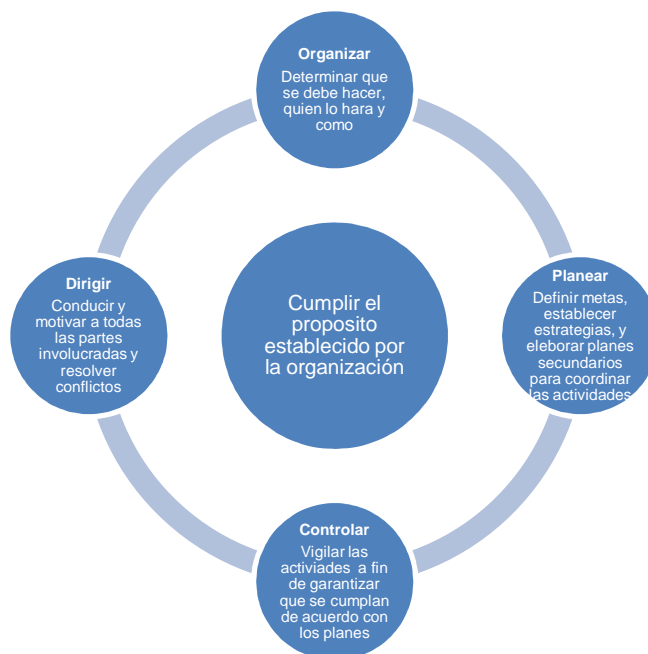 Organizar
Determinar que
se debe hacer,
quien lo hara y
como
Dirigir
Conducir y
motivar a todas
las partes
involucradas y
resolver
conflictos
Cumplir el
proposito
establecido por
la organización
Planear
Definir metas,
establecer
estrategias, y
eleborar planes
secundarios
para coordinar
las actividades
Controlar
Vigilar las
activiades a fin
de garantizar
que se cumplan
de acuerdo con
los planes